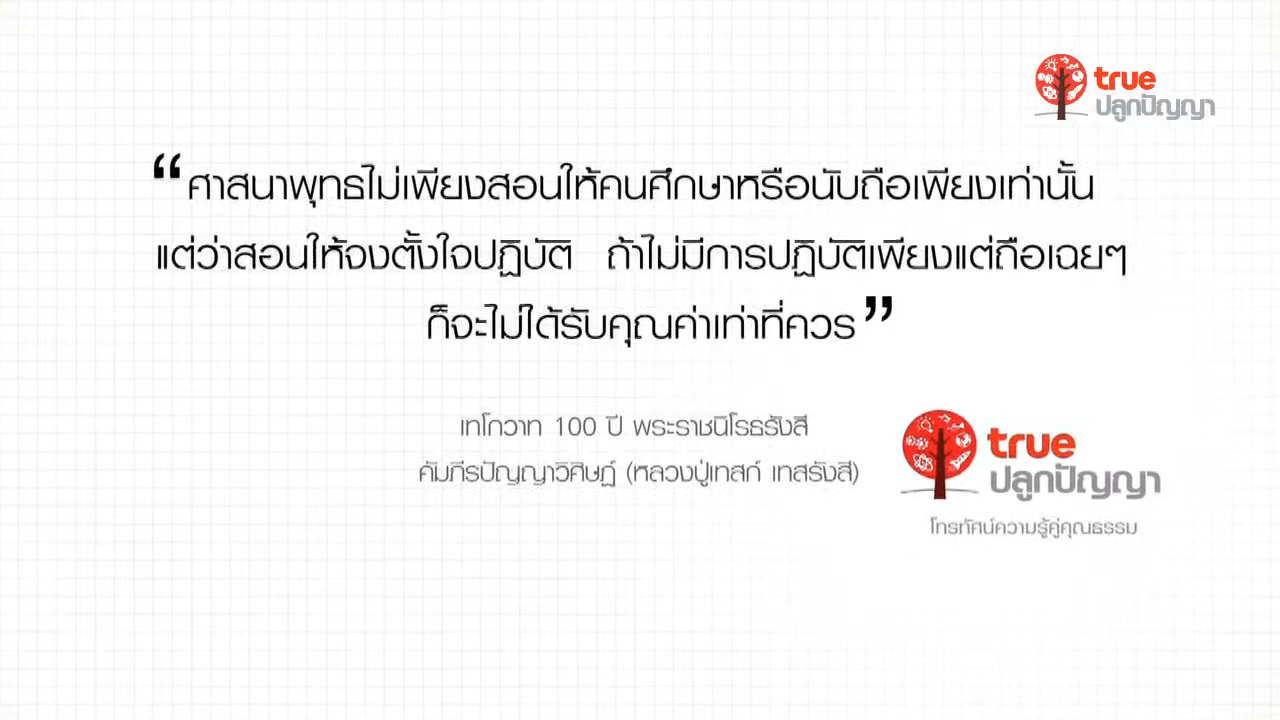 true
ปลูกปัญญา
“ศาสนาพุทธไม่เพียงสอนให้คนศึกษาหรือนับถือเพียงเท่านั้น
แต่ว่าสอนให้จงตั้งใจปฏิบัติ ถ้าไม่มีการปฏิบัติเพียงแต่ถือเฉยๆ
ก็จะไม่ได้รับคุณค่าเท่าที่ควร”
เทโกวาท 100 ปี พระราชนิโรธรังสี
คัมภีรปัญญาวิศิษฏ์ (หลวงปู่เทสก์ เทสรังสี)
true
ปลูกปัญญา
โทรทัศน์ความรู้คู่คุณธรรม